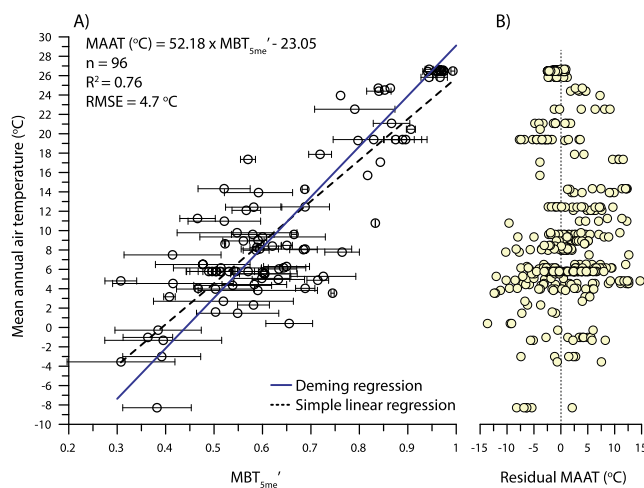 A)
B)
MAAT (°C) = 52.18 x MBT5me′ - 23.05
n = 96
R2 = 0.76
RMSE = 4.7 °C
Mean annual air temperature (°C)
30
28
26
24
22
20
18
16
14
12
10
8
6
4
2
0
-2
-4
-6
-8
-10
Deming regression
Simple linear regression
0.2 0.3 0.4 0.5 0.6 0.7 0.8 0.9 1
-15 -10 -5 0 5 10 15
MBT5me′
Residual MAAT (°C)